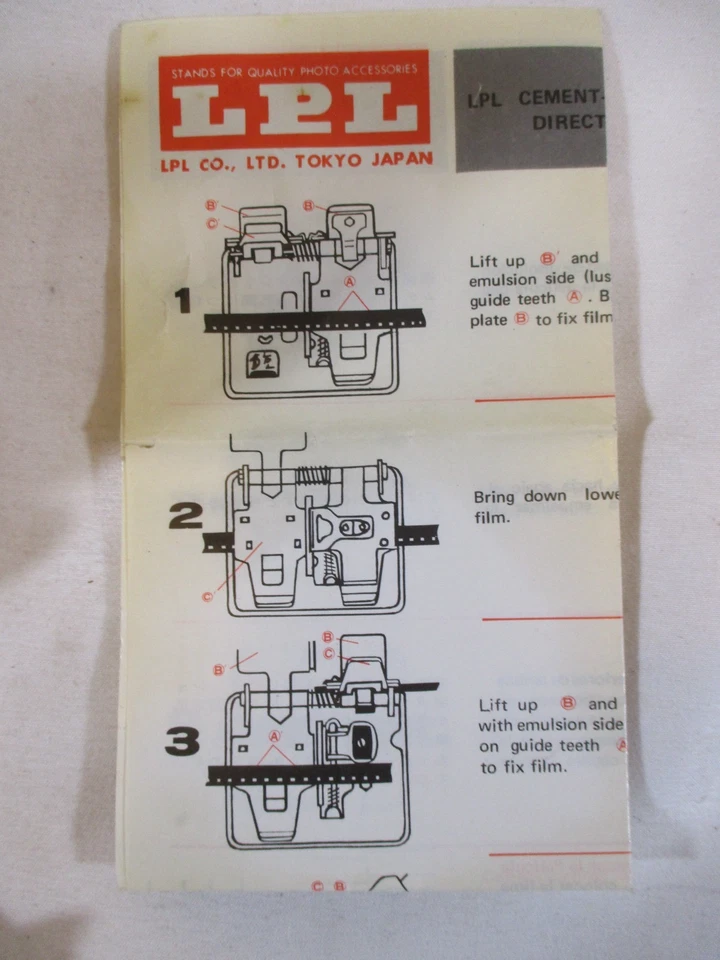 STANDS FOR QUALITY PHOTO ACCESSORIES
LPL
LPL CO., LTD. TOKYO JAPAN
LPL CEMENT-
DIRECT
B' C' B A
1
Lift up B' and
emulsion side (lus
guide teeth A . B
plate B to fix film
2
C'
Bring down lowe
film.
B' B C A'
3
Lift up B and
with emulsion side
on guide teeth A
to fix film.
C B